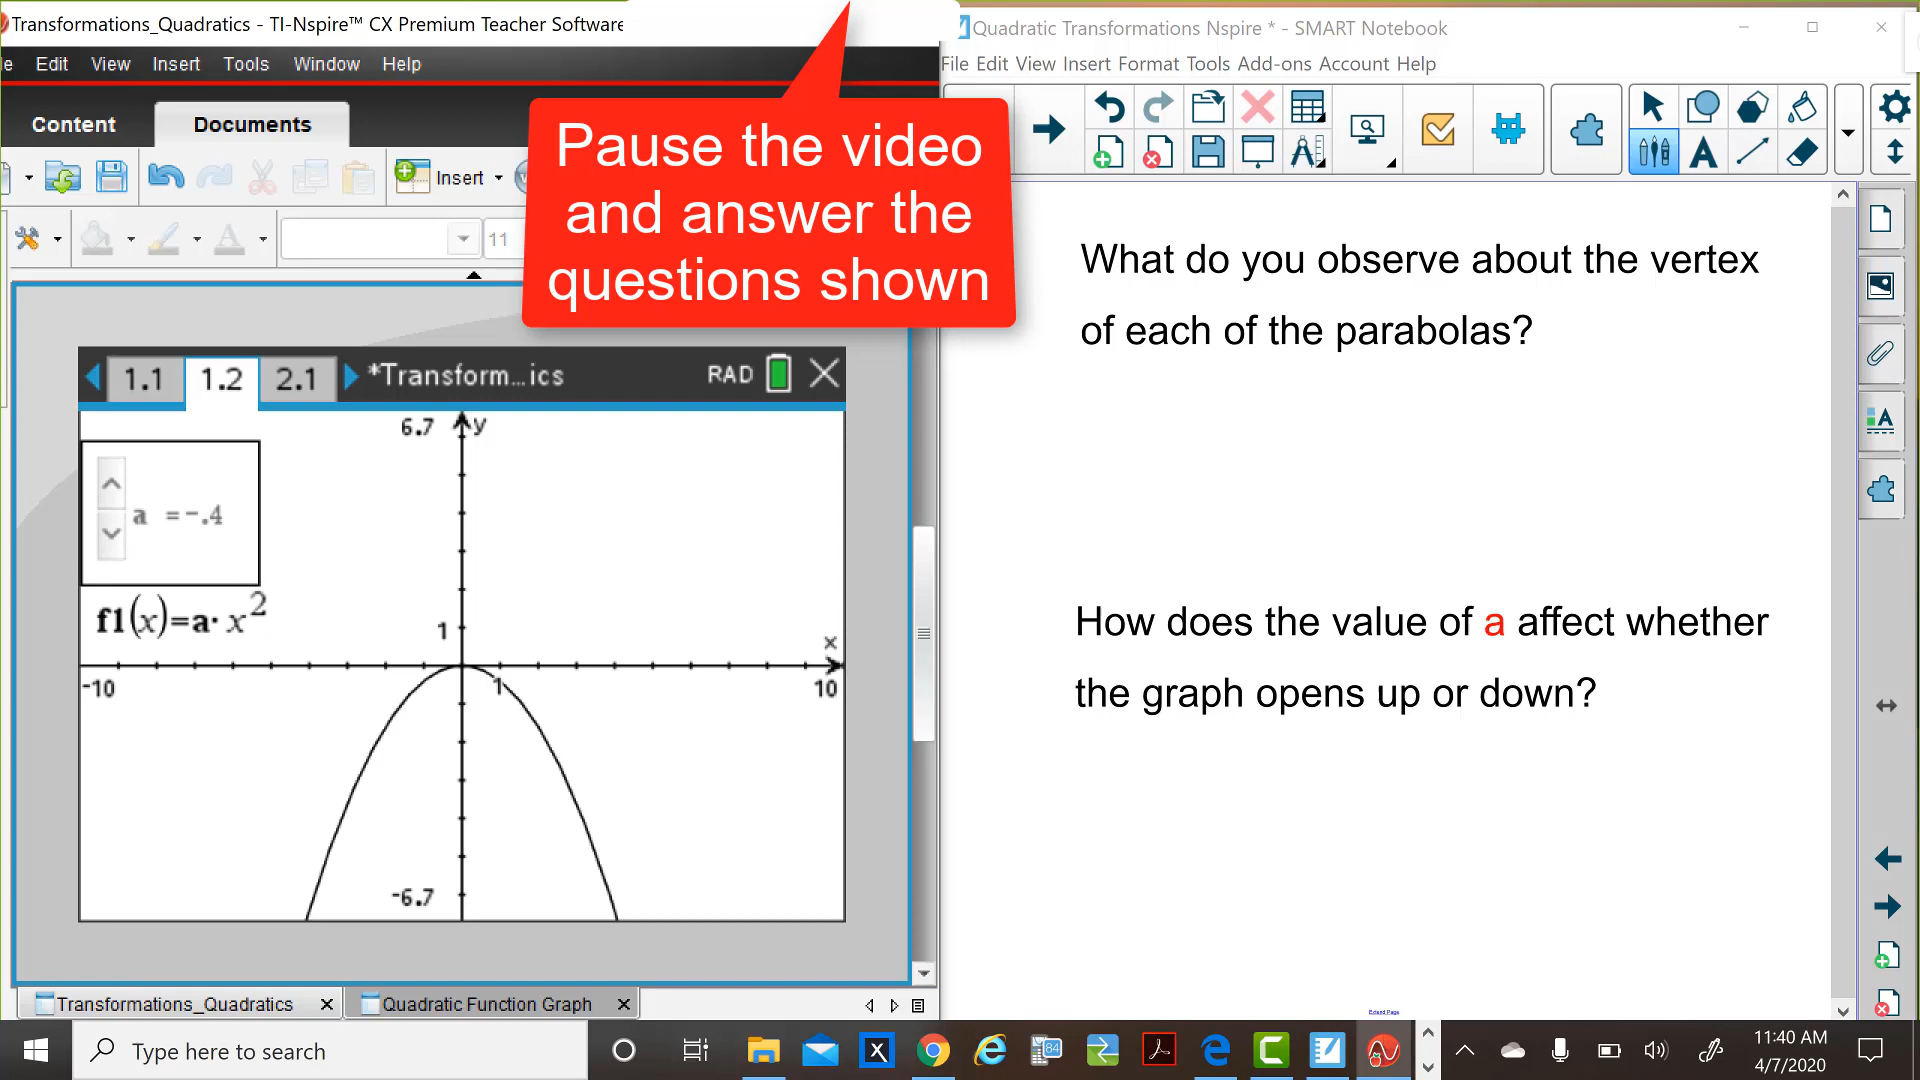 Transformations_Quadratics - TI-Nspire™ CX Premium Teacher Software
Edit View Insert Tools Window Help
Content Documents
Insert
11
Pause the video
and answer the
questions shown
1.1 1.2 2.1 *Transform...ics RAD
6.7 y
a =-.4
f1(x)=a· x2
1
x
-10 1 10
-6.7
Transformations_Quadratics Quadratic Function Graph
Quadratic Transformations Nspire * - SMART Notebook
File Edit View Insert Format Tools Add-ons Account Help
What do you observe about the vertex
of each of the parabolas?
How does the value of a affect whether
the graph opens up or down?
Extend Page
Type here to search
84
11:40 AM
4/7/2020